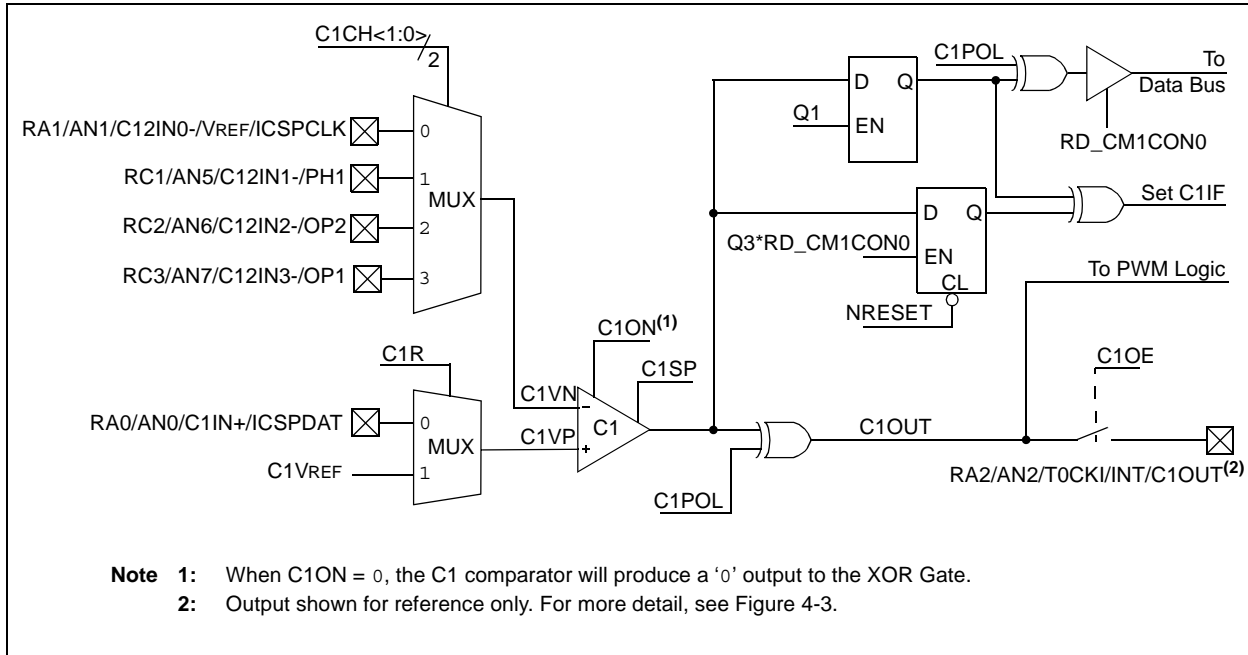 C1CH<1:0>
2
RA1/AN1/C12IN0-/VREF/ICSPCLK
0
RC1/AN5/C12IN1-/PH1
1
MUX
RC2/AN6/C12IN2-/OP2
2
RC3/AN7/C12IN3-/OP1
3
C1R
RA0/AN0/C1IN+/ICSPDAT
0
MUX
C1VREF
1
C1ON(1)
C1SP
C1VN
-
C1
C1VP
+
C1POL
D
Q
Q1
EN
C1POL
To
Data Bus
RD_CM1CON0
D
Q
Q3*RD_CM1CON0
EN
CL
NRESET
Set C1IF
To PWM Logic
C1OE
C1OUT
RA2/AN2/T0CKI/INT/C1OUT(2)
Note 1: When C1ON = 0, the C1 comparator will produce a ‘0’ output to the XOR Gate.
2: Output shown for reference only. For more detail, see Figure 4-3.